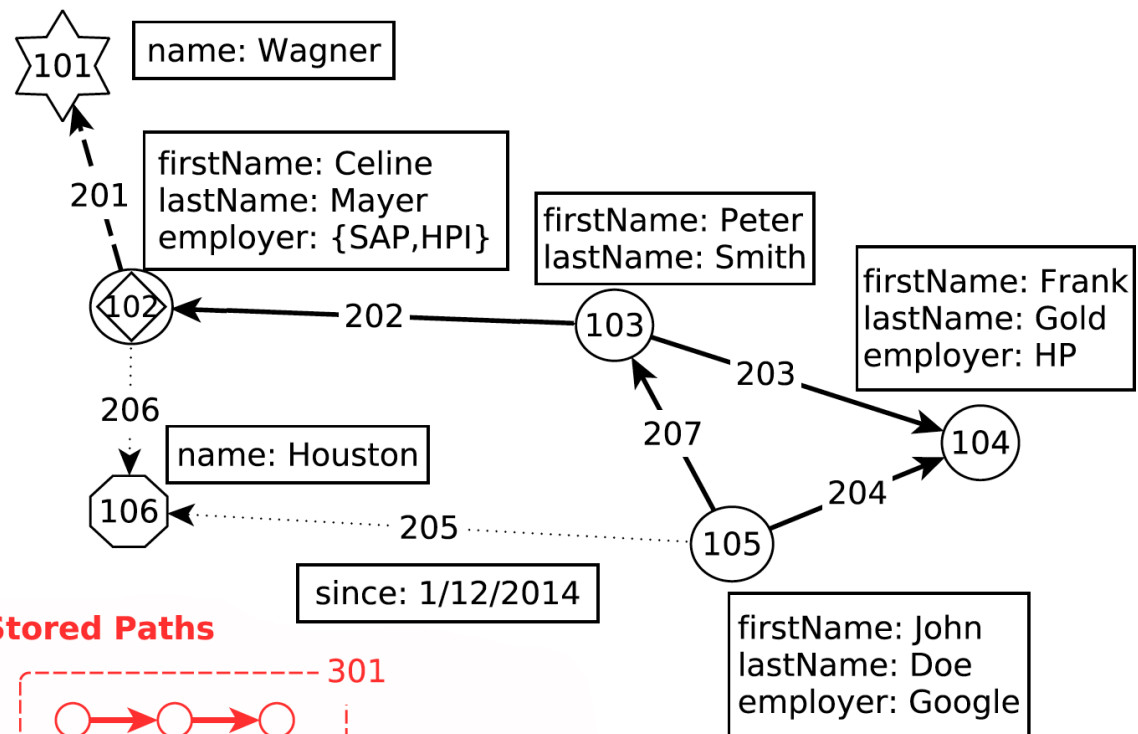 101
name: Wagner
201
firstName: Celine
lastName: Mayer
employer: {SAP,HPI}
firstName: Peter
lastName: Smith
firstName: Frank
lastName: Gold
employer: HP
102
202
103
203
206
207
104
name: Houston
204
106
205
105
since: 1/12/2014
Stored Paths
firstName: John
lastName: Doe
employer: Google
301